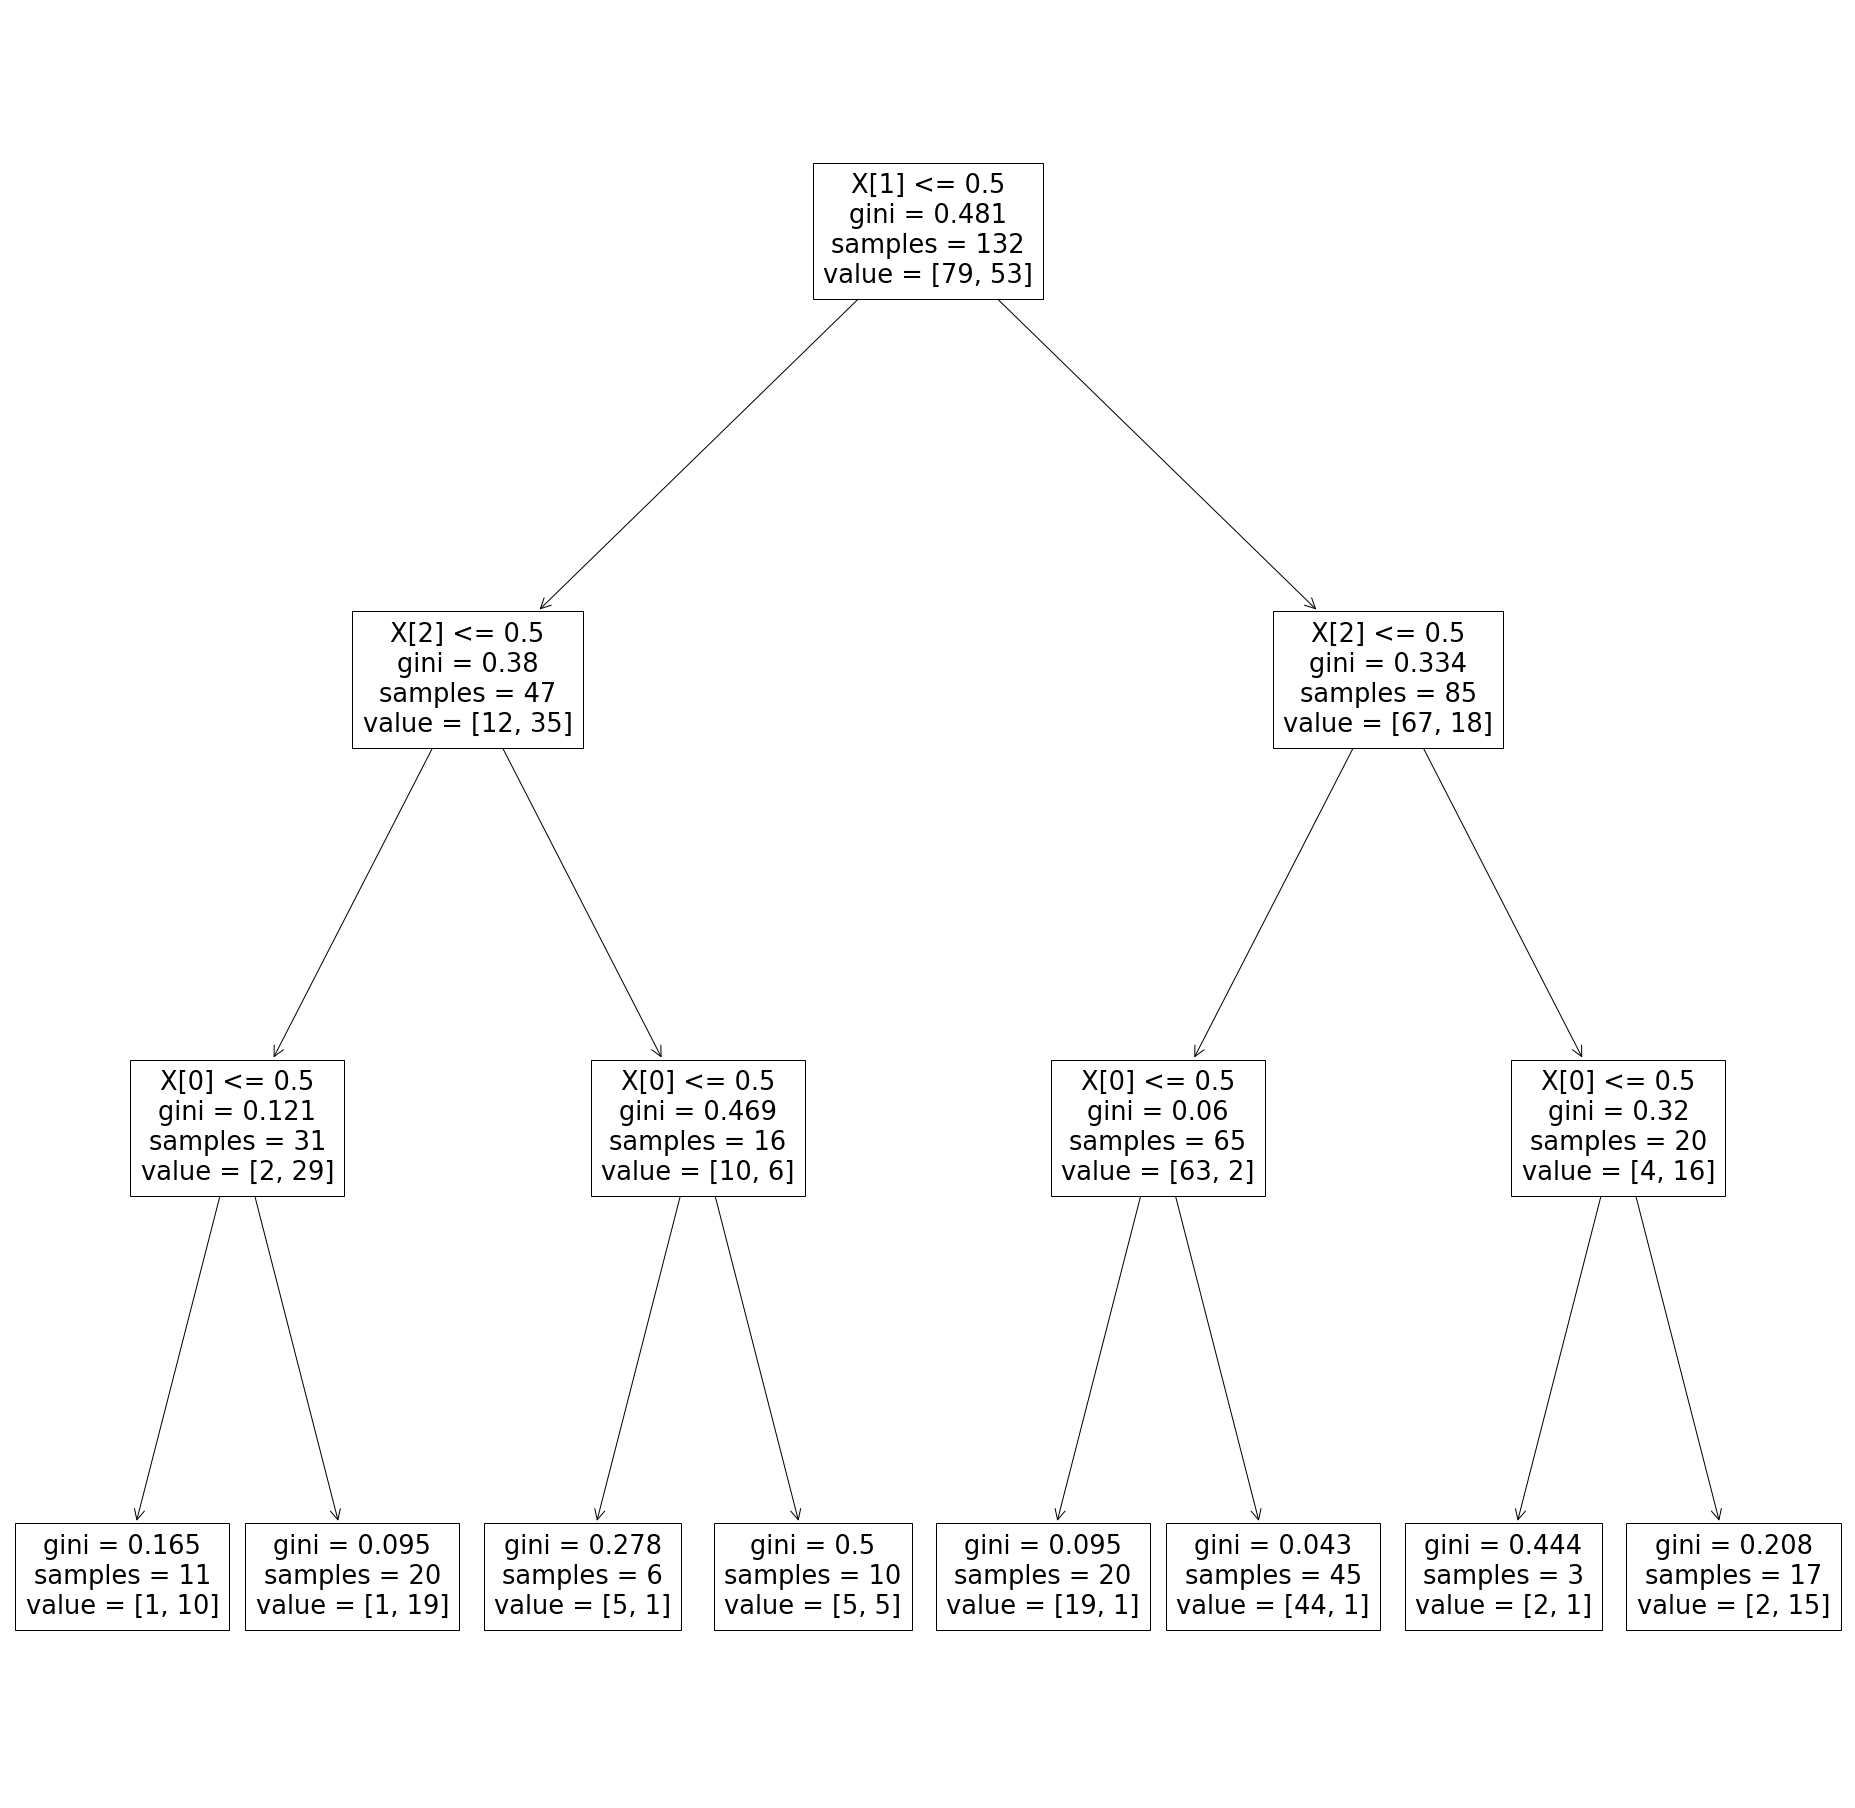 X[1] <= 0.5
gini = 0.481
samples = 132
value = [79, 53]
X[2] <= 0.5
gini = 0.38
samples = 47
value = [12, 35]
X[2] <= 0.5
gini = 0.334
samples = 85
value = [67, 18]
X[0] <= 0.5
gini = 0.121
samples = 31
value = [2, 29]
X[0] <= 0.5
gini = 0.469
samples = 16
value = [10, 6]
X[0] <= 0.5
gini = 0.06
samples = 65
value = [63, 2]
X[0] <= 0.5
gini = 0.32
samples = 20
value = [4, 16]
gini = 0.165
samples = 11
value = [1, 10]
gini = 0.095
samples = 20
value = [1, 19]
gini = 0.278
samples = 6
value = [5, 1]
gini = 0.5
samples = 10
value = [5, 5]
gini = 0.095
samples = 20
value = [19, 1]
gini = 0.043
samples = 45
value = [44, 1]
gini = 0.444
samples = 3
value = [2, 1]
gini = 0.208
samples = 17
value = [2, 15]